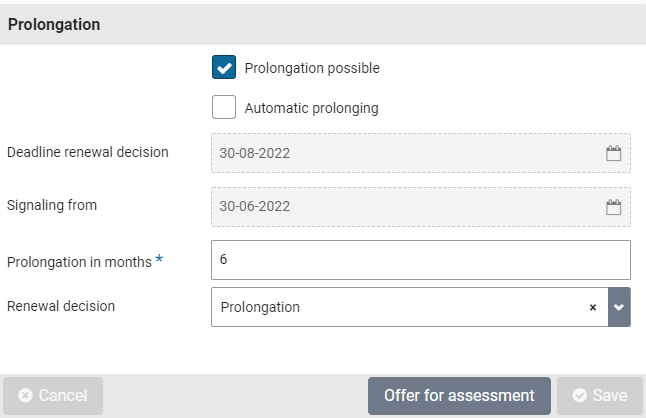 Prolongation
Prolongation possible
Automatic prolonging
Deadline renewal decision 30-08-2022
Signaling from 30-06-2022
Prolongation in months * 6
Renewal decision Prolongation ×
Cancel Offer for assessment Save